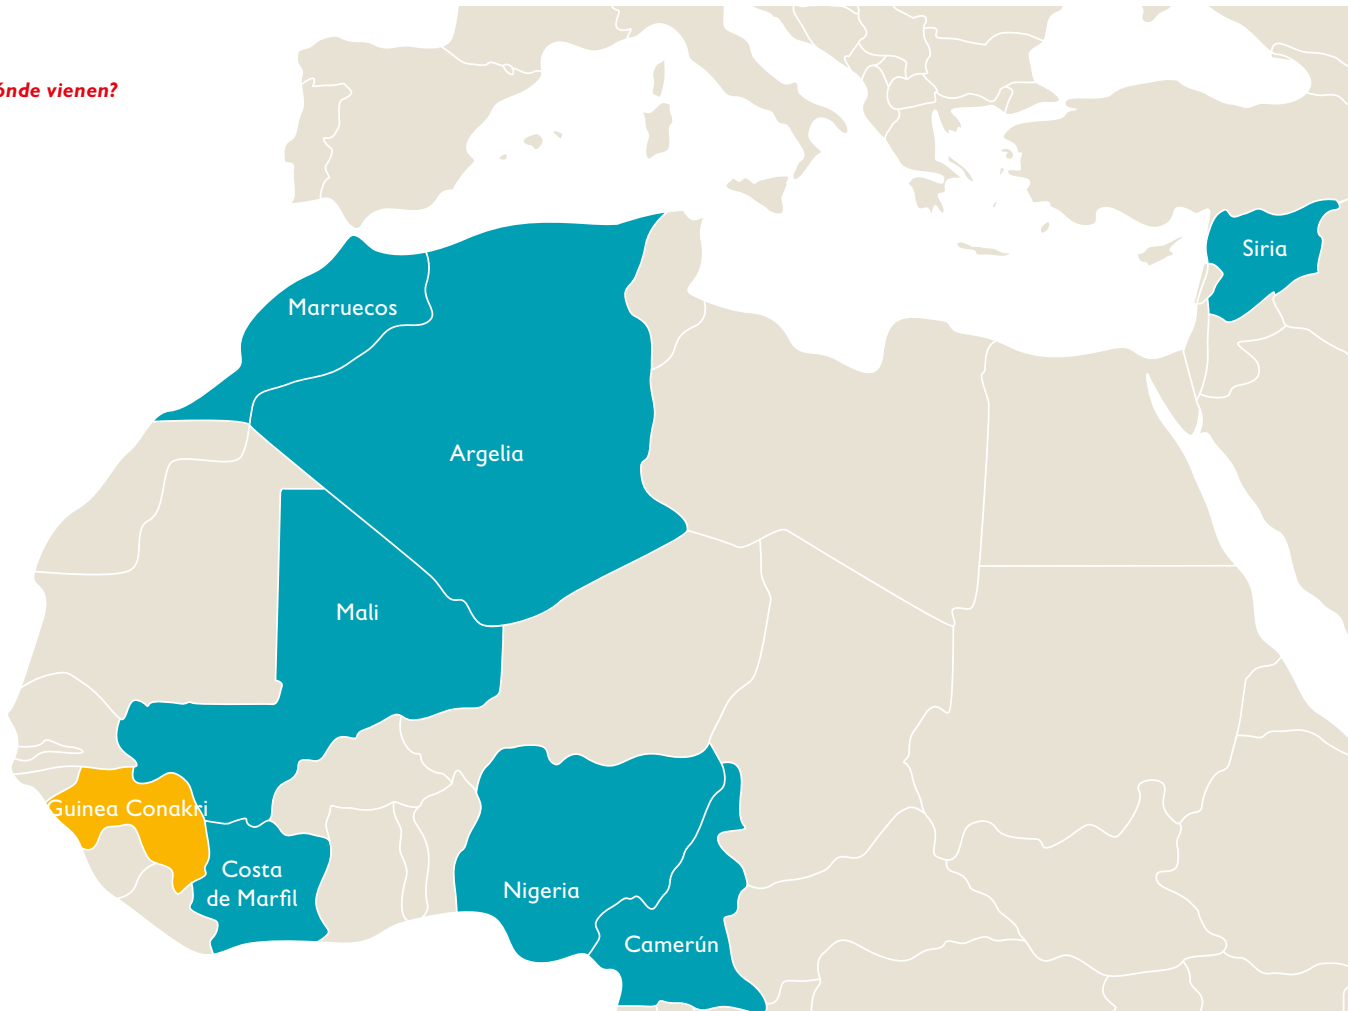 ónde vienen?
Siria
Marruecos
Argelia
Mali
Guinea Conakri
Costa
de Marfil
Nigeria
Camerún